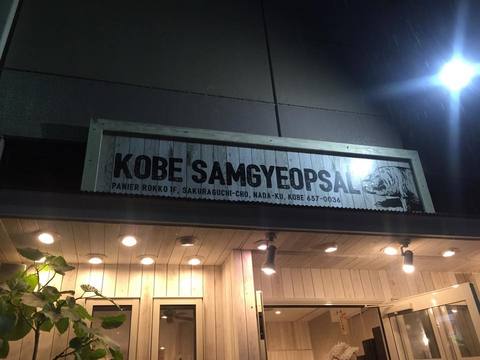 KOBE SAMGYEOPSAL
PANIER ROKKO 1F, SAKURAGUCHI-CHO, NADA-KU, KOBE 657-0036